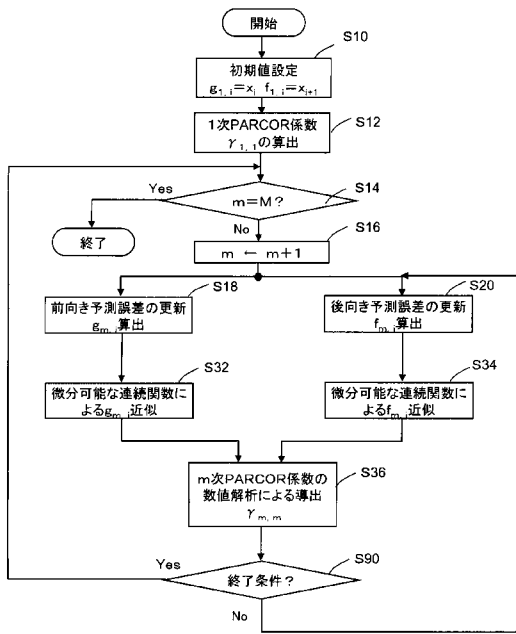 開始
S10
初期値設定
g1, i=xi f1, i=xi+1
S12
1次PARCOR係数
γ1, 1の算出
S14
Yes
m=M?
No
S16
終了
m ← m+1
S18
前向き予測誤差の更新
gm, i算出
S20
後向き予測誤差の更新
fm, i算出
S32
微分可能な連続関数に
よるgm, i近似
S34
微分可能な連続関数に
よるfm, i近似
S36
m次PARCOR係数の
数値解析による導出
γm, m
S90
Yes
終了条件?
No